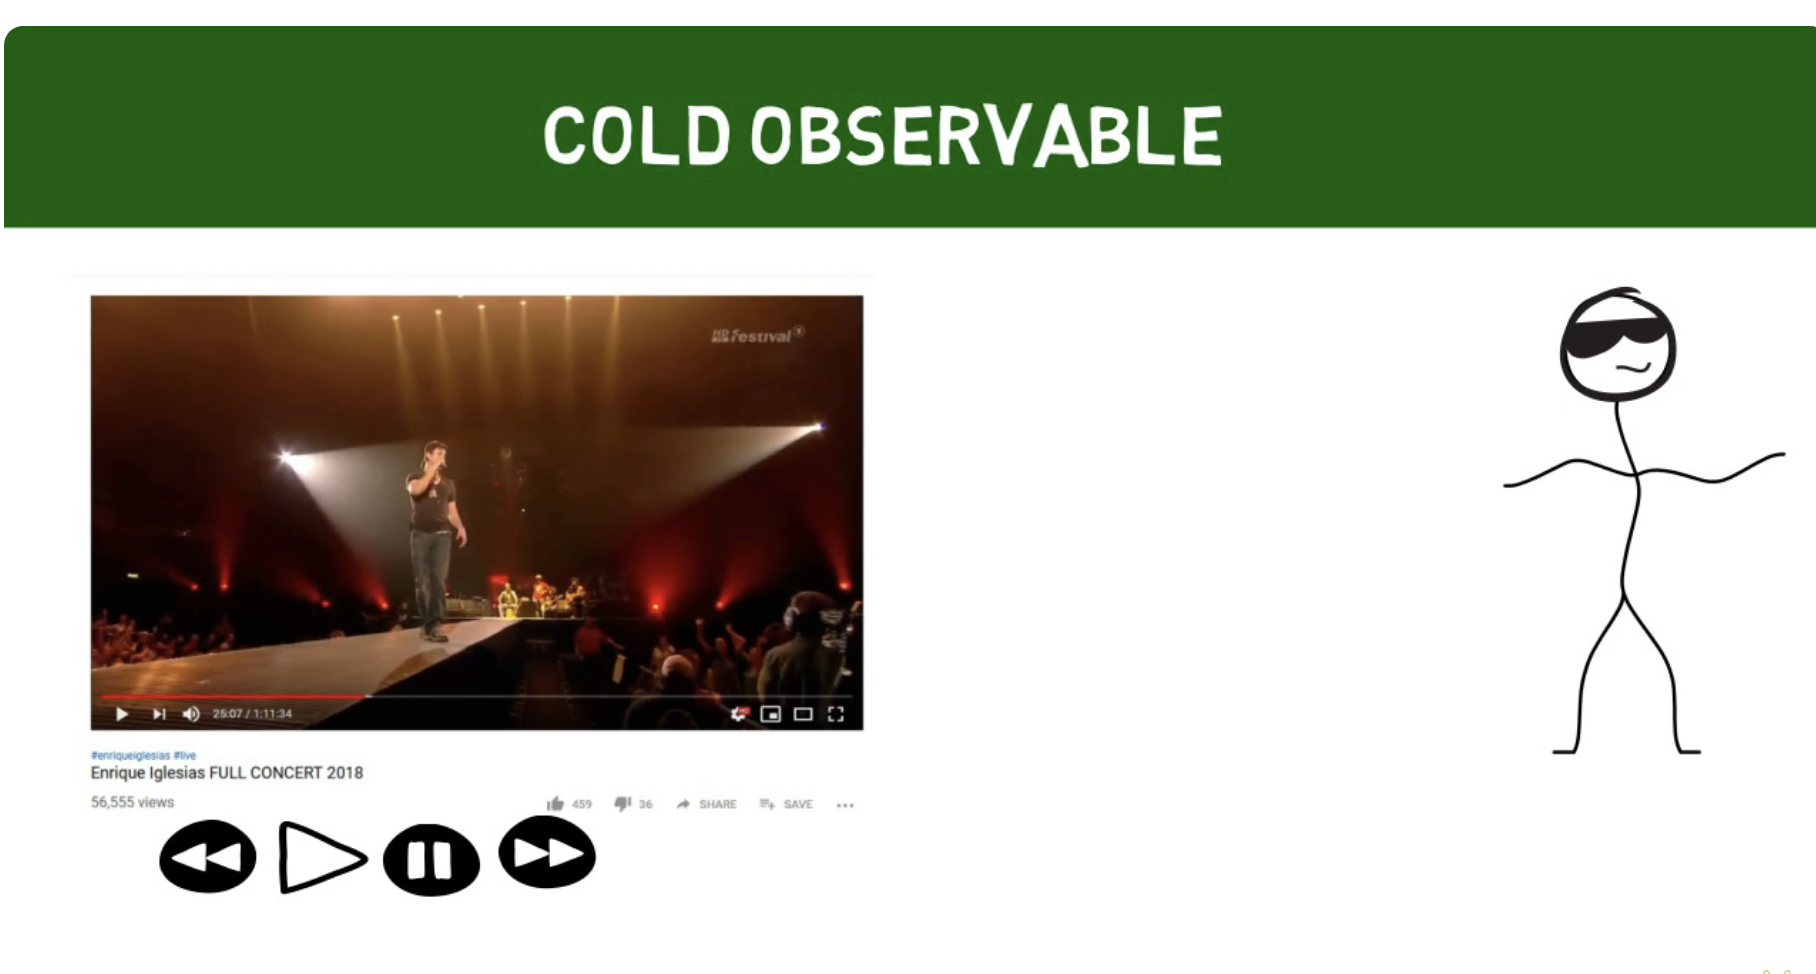 COLD OBSERVABLE
HD Festival
25:07 / 1:11:34
#enriqueiglesias #live
Enrique Iglesias FULL CONCERT 2018
56,555 views
459
36
SHARE
SAVE